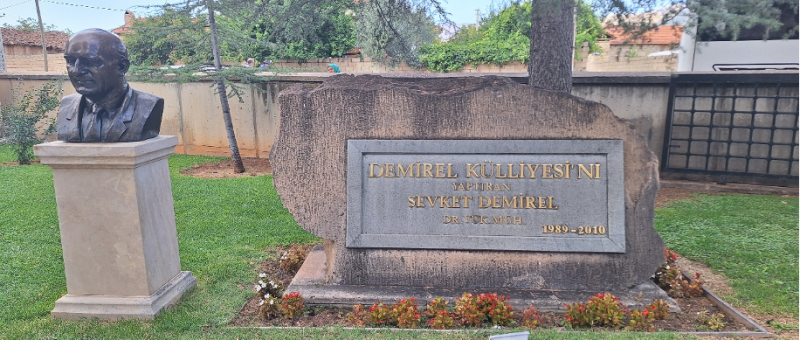 DEMİREL KÜLLİYESİ'Nİ
YAPTIRAN
ŞEVKET DEMİREL
DR. YÜK. MÜH.
1989-2010